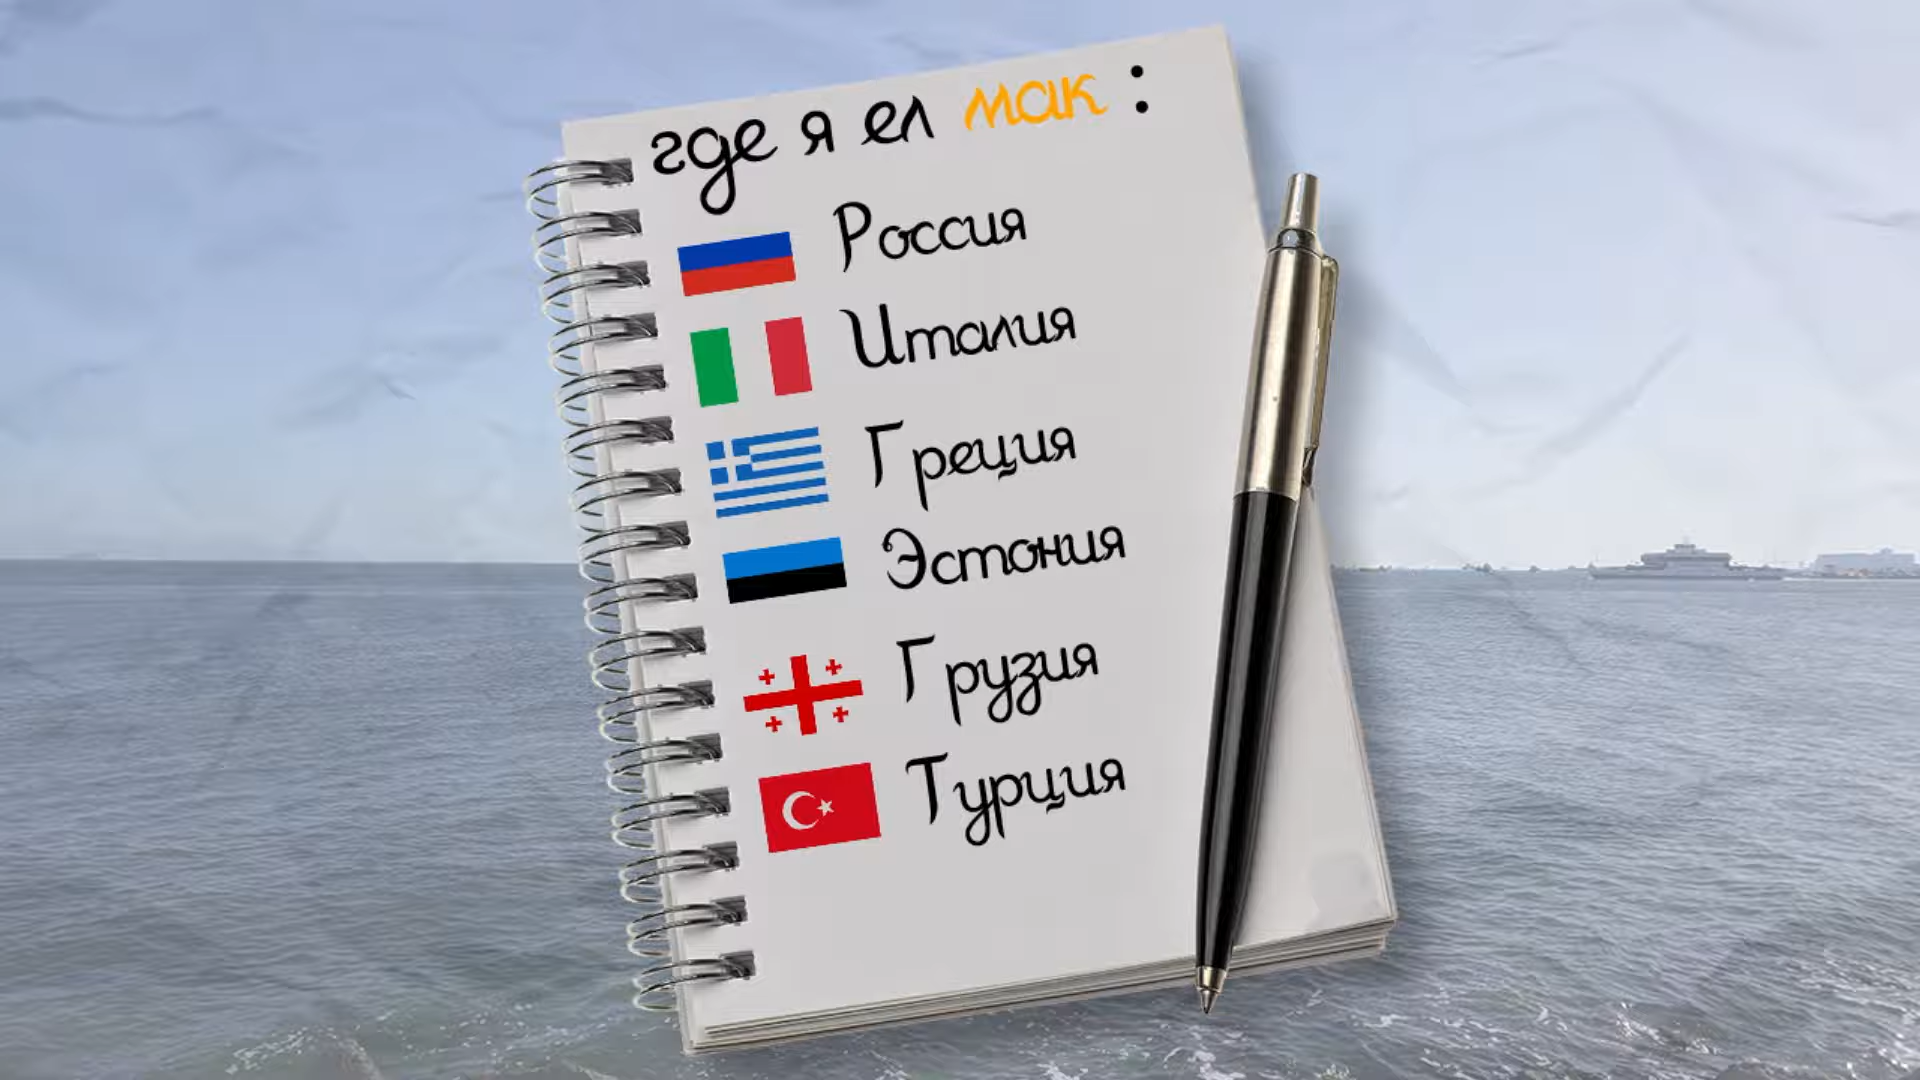 где я ел мак :
Россия
Италия
Греция
Эстония
Грузия
Турция